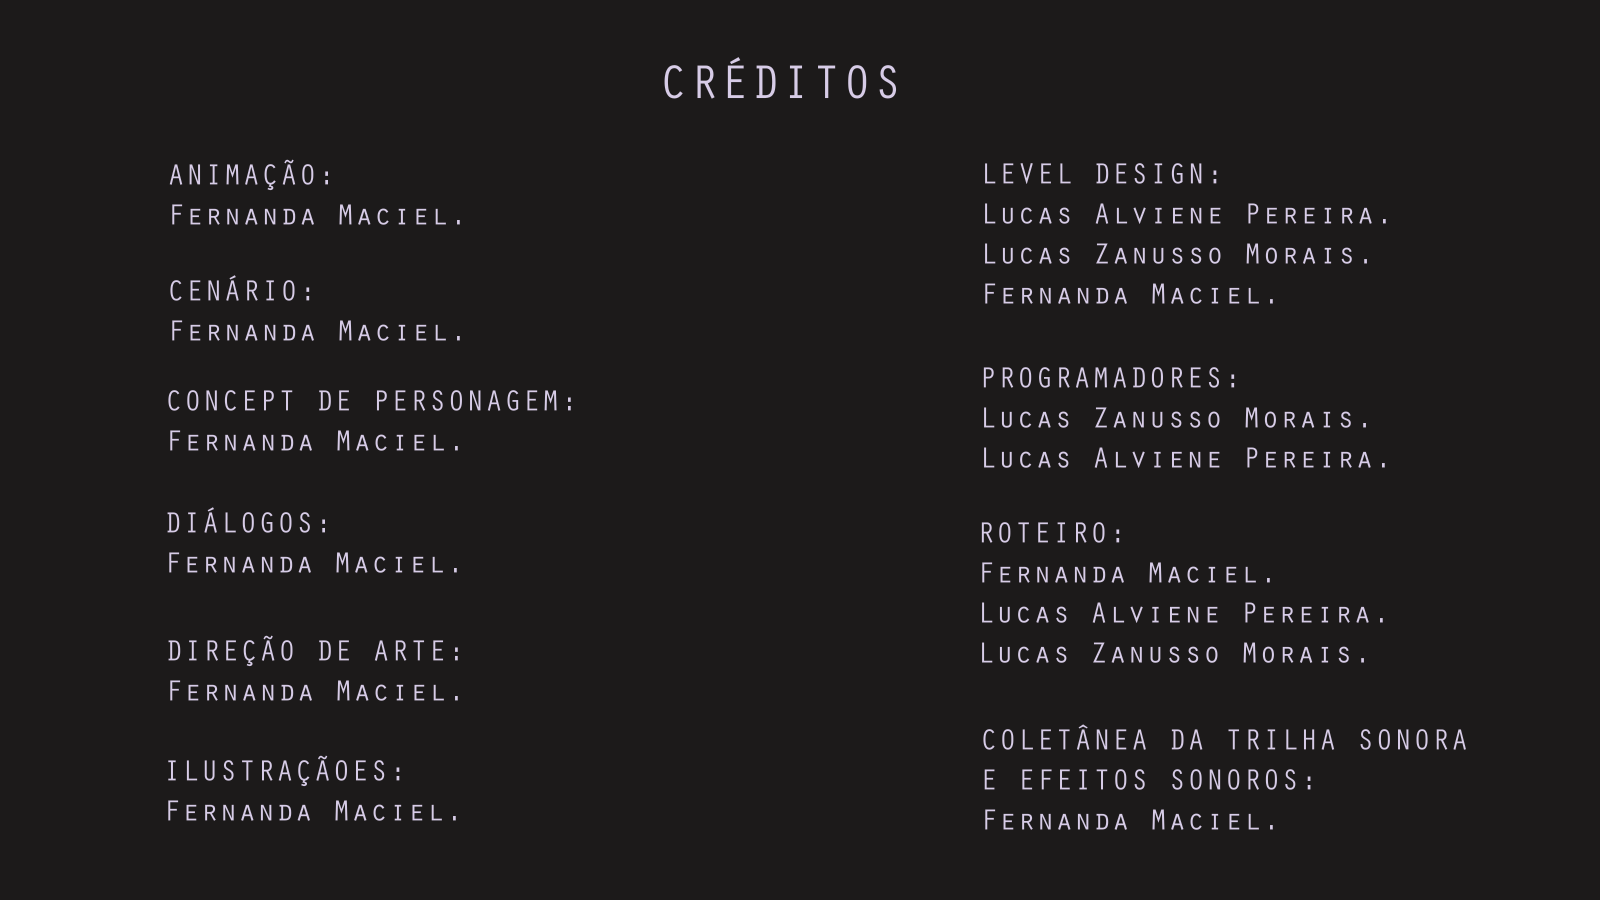 CRÉDITOS
ANIMAÇÃO:
FERNANDA MACIEL.
CENÁRIO:
FERNANDA MACIEL.
CONCEPT DE PERSONAGEM:
FERNANDA MACIEL.
DIÁLOGOS:
FERNANDA MACIEL.
DIREÇÃO DE ARTE:
FERNANDA MACIEL.
ILUSTRAÇÃOES:
FERNANDA MACIEL.
LEVEL DESIGN:
LUCAS ALVIENE PEREIRA.
LUCAS ZANUSSO MORAIS.
FERNANDA MACIEL.
PROGRAMADORES:
LUCAS ZANUSSO MORAIS.
LUCAS ALVIENE PEREIRA.
ROTEIRO:
FERNANDA MACIEL.
LUCAS ALVIENE PEREIRA.
LUCAS ZANUSSO MORAIS.
COLETÂNEA DA TRILHA SONORA
E EFEITOS SONOROS:
FERNANDA MACIEL.